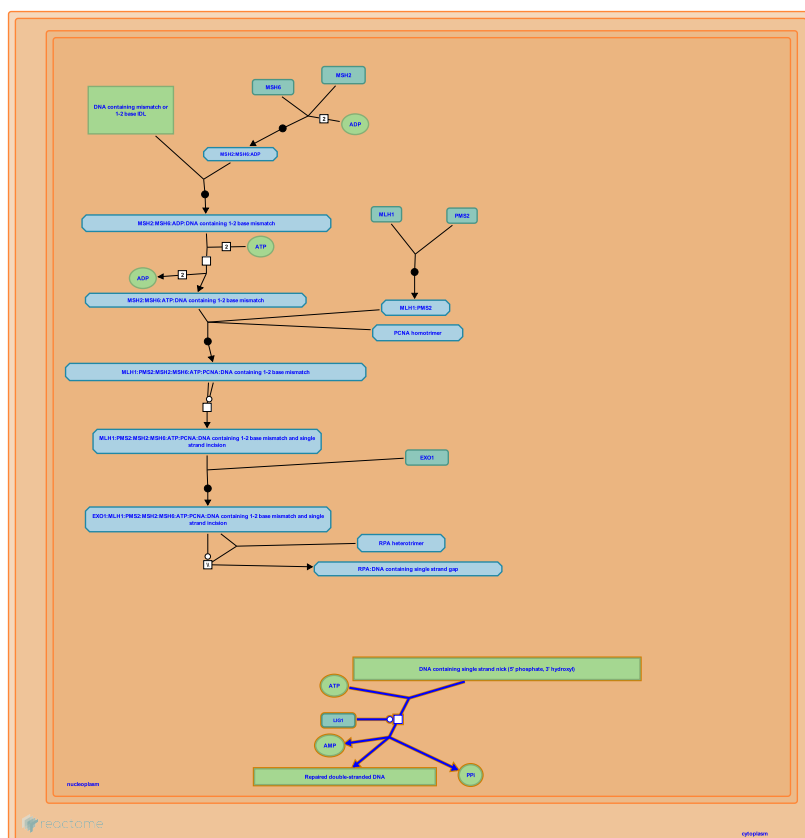 MSH2
MSH6
DNA containing mismatch or
1-2 base IDL
2
ADP
MSH2:MSH6:ADP
MLH1
PMS2
MSH2:MSH6:ADP:DNA containing 1-2 base mismatch
2
ATP
ADP
2
MSH2:MSH6:ATP:DNA containing 1-2 base mismatch
MLH1:PMS2
PCNA homotrimer
MLH1:PMS2:MSH2:MSH6:ATP:PCNA:DNA containing 1-2 base mismatch
MLH1:PMS2:MSH2:MSH6:ATP:PCNA:DNA containing 1-2 base mismatch and single
strand incision
EXO1
EXO1:MLH1:PMS2:MSH2:MSH6:ATP:PCNA:DNA containing 1-2 base mismatch and single
strand incision
RPA heterotrimer
RPA:DNA containing single strand gap
DNA containing single strand nick (5' phosphate, 3' hydroxyl)
ATP
LIG1
AMP
Repaired double-stranded DNA
PPi
nucleoplasm
reactome
cytoplasm